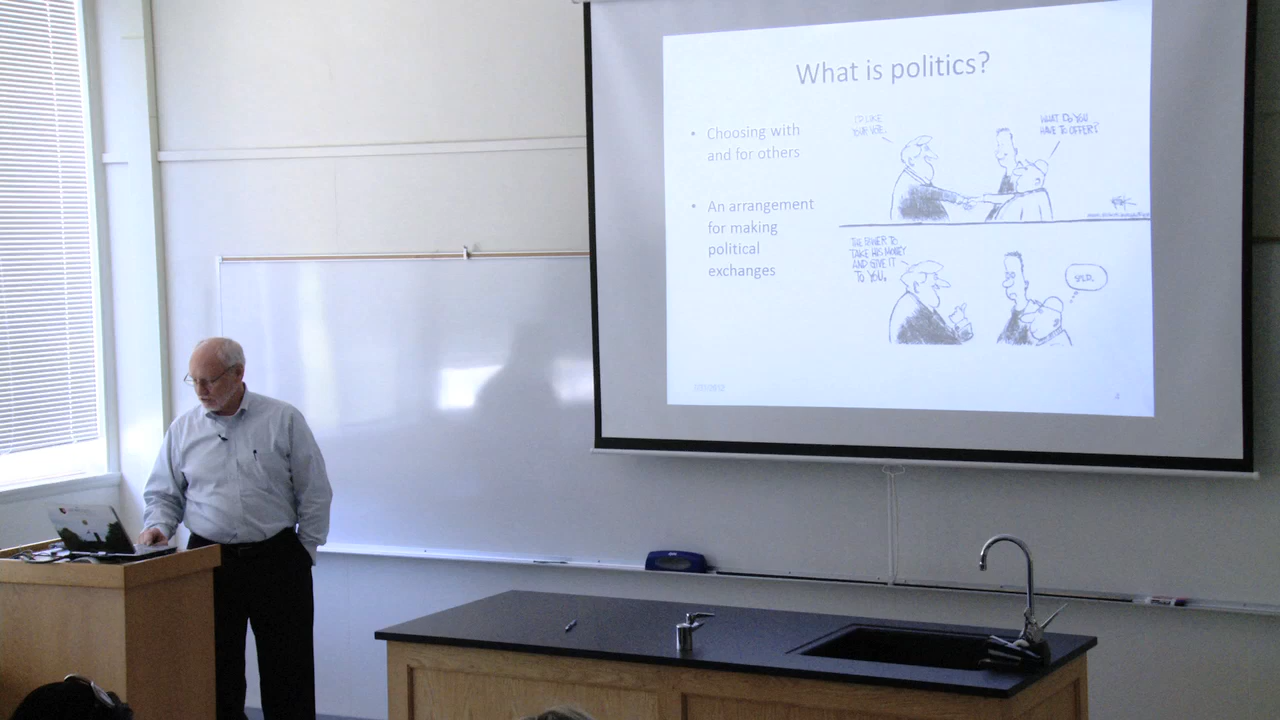 What is politics?
• Choosing with
and for others
• An arrangement
for making
political
exchanges
I'D LIKE
YOUR VOTE.
WHAT DO YOU
HAVE TO OFFER?
THE POWER TO
TAKE HIS MONEY
AND GIVE IT
TO YOU.
SOLD.